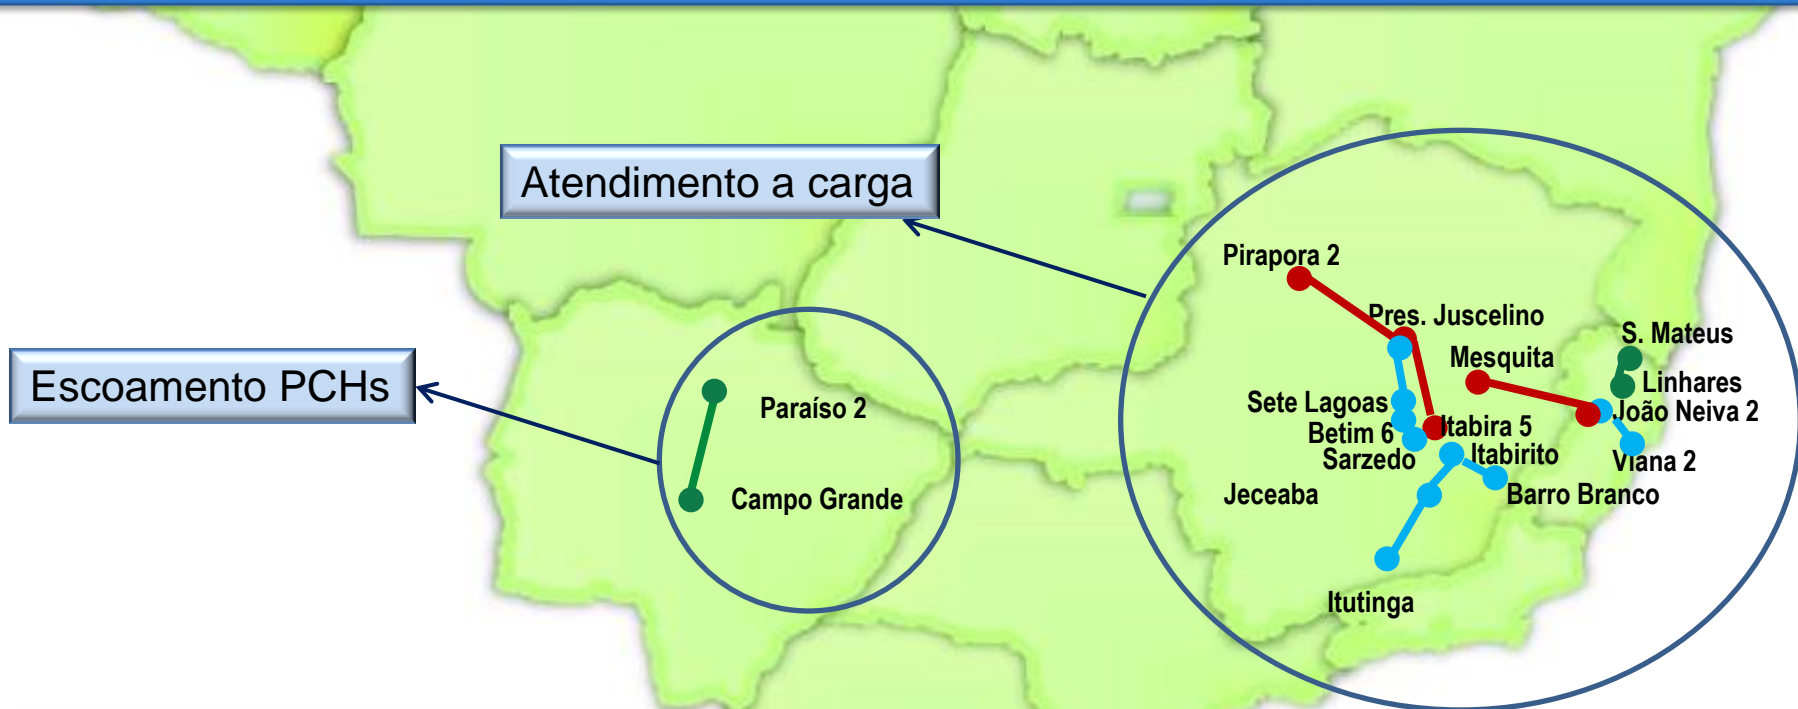 Atendimento a carga
Pirapora 2
Pres. Juscelino
S. Mateus
Mesquita
Escoamento PCHs
Linhares
Paraíso 2
Sete Lagoas
João Neiva 2
Itabira 5
Betim 6
Itabirito
Sarzedo
Viana 2
Campo Grande
Jeceaba
Barro Branco
Itutinga